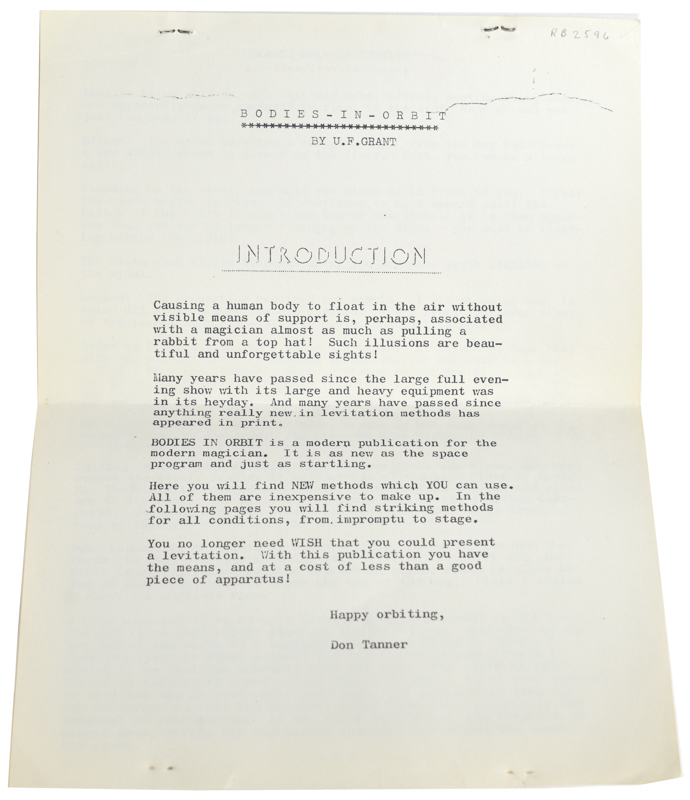 RB 2596
BODIES-IN-ORBIT
**************************************
BY U.F.GRANT
INTRODUCTION
Causing a human body to float in the air without
visible means of support is, perhaps, associated
with a magician almost as much as pulling a
rabbit from a top hat! Such illusions are beau-
tiful and unforgettable sights!
Many years have passed since the large full even-
ing show with its large and heavy equipment was
in its heyday. And many years have passed since
anything really new in levitation methods has
appeared in print.
BODIES IN ORBIT is a modern publication for the
modern magician. It is as new as the space
program and just as startling.
Here you will find NEW methods which YOU can use.
All of them are inexpensive to make up. In the
following pages you will find striking methods
for all conditions, from impromptu to stage.
You no longer need WISH that you could present
a levitation. With this publication you have
the means, and at a cost of less than a good
piece of apparatus!
Happy orbiting,
Don Tanner